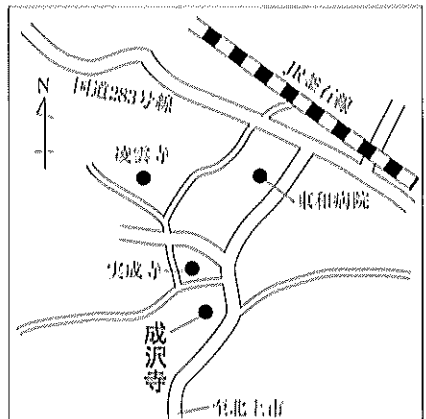 JR釜石線
国道283号線
N
凌雲寺
東和病院
雲成寺
成沢寺
至北上市